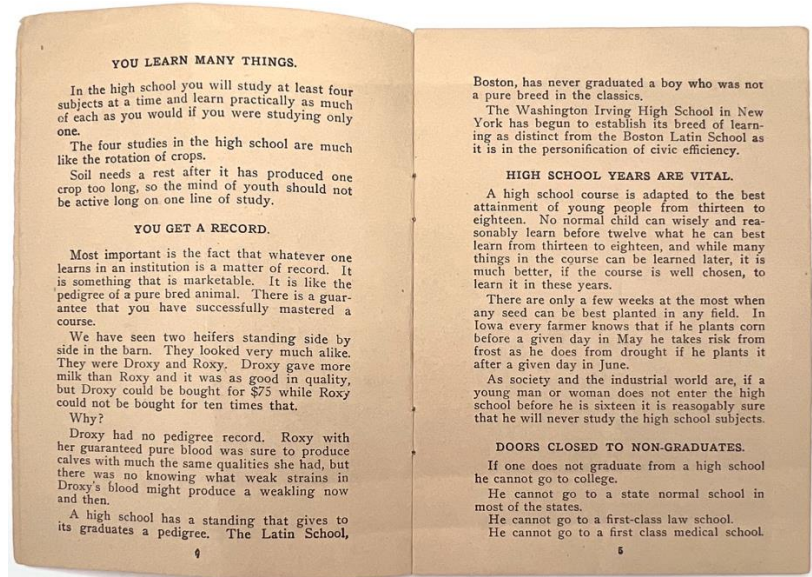 YOU LEARN MANY THINGS.
In the high school you will study at least four
subjects at a time and learn practically as much
of each as you would if you were studying only
one.
The four studies in the high school are much
like the rotation of crops.
Soil needs a rest after it has produced one
crop too long, so the mind of youth should not
be active long on one line of study.
YOU GET A RECORD.
Most important is the fact that whatever one
learns in an institution is a matter of record. It
is something that is marketable. It is like the
pedigree of a pure bred animal. There is a guar-
antee that you have successfully mastered a
course.
We have seen two heifers standing side by
side in the barn. They looked very much alike.
They were Droxy and Roxy. Droxy gave more
milk than Roxy and it was as good in quality,
but Droxy could be bought for $75 while Roxy
could not be bought for ten times that.
Why?
Droxy had no pedigree record. Roxy with
her guaranteed pure blood was sure to produce
calves with much the same qualities she had, but
there was no knowing what weak strains in
Droxy's blood might produce a weakling now
and then.
A high school has a standing that gives to
its graduates a pedigree. The Latin School,
Boston, has never graduated a boy who was not
a pure breed in the classics.
The Washington Irving High School in New
York has begun to establish its breed of learn-
ing as distinct from the Boston Latin School as
it is in the personification of civic efficiency.
HIGH SCHOOL YEARS ARE VITAL.
A high school course is adapted to the best
attainment of young people from thirteen to
eighteen. No normal child can wisely and rea-
sonably learn before twelve what he can best
learn from thirteen to eighteen, and while many
things in the course can be learned later, it is
much better, if the course is well chosen, to
learn it in these years.
There are only a few weeks at the most when
any seed can be best planted in any field. In
Iowa every farmer knows that if he plants corn
before a given day in May he takes risk from
frost as he does from drought if he plants it
after a given day in June.
As society and the industrial world are, if a
young man or woman does not enter the high
school before he is sixteen it is reasonably sure
that he will never study the high school subjects.
DOORS CLOSED TO NON-GRADUATES.
If one does not graduate from a high school
he cannot go to college.
He cannot go to a state normal school in
most of the states.
He cannot go to a first-class law school.
He cannot go to a first class medical school.
5